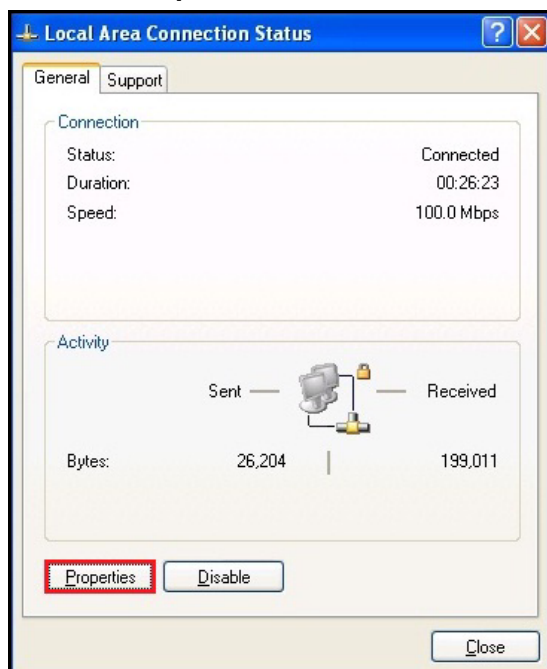 Local Area Connection Status
General Support
Connection
Status: Connected
Duration: 00:26:23
Speed: 100.0 Mbps
Activity
Sent Received
Bytes: 26,204 199,011
Properties Disable
Close